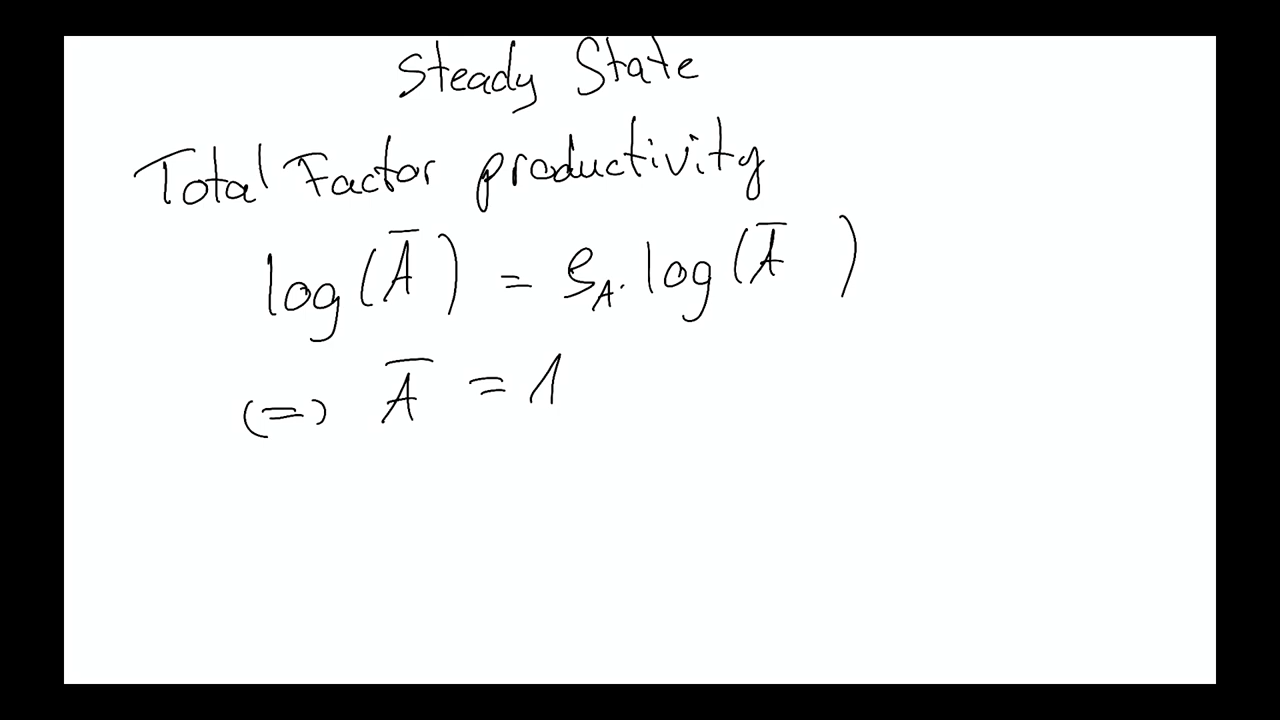 Steady State
Total Factor productivity
log(Ā) = ρ_A · log(Ā )
(=) Ā = 1